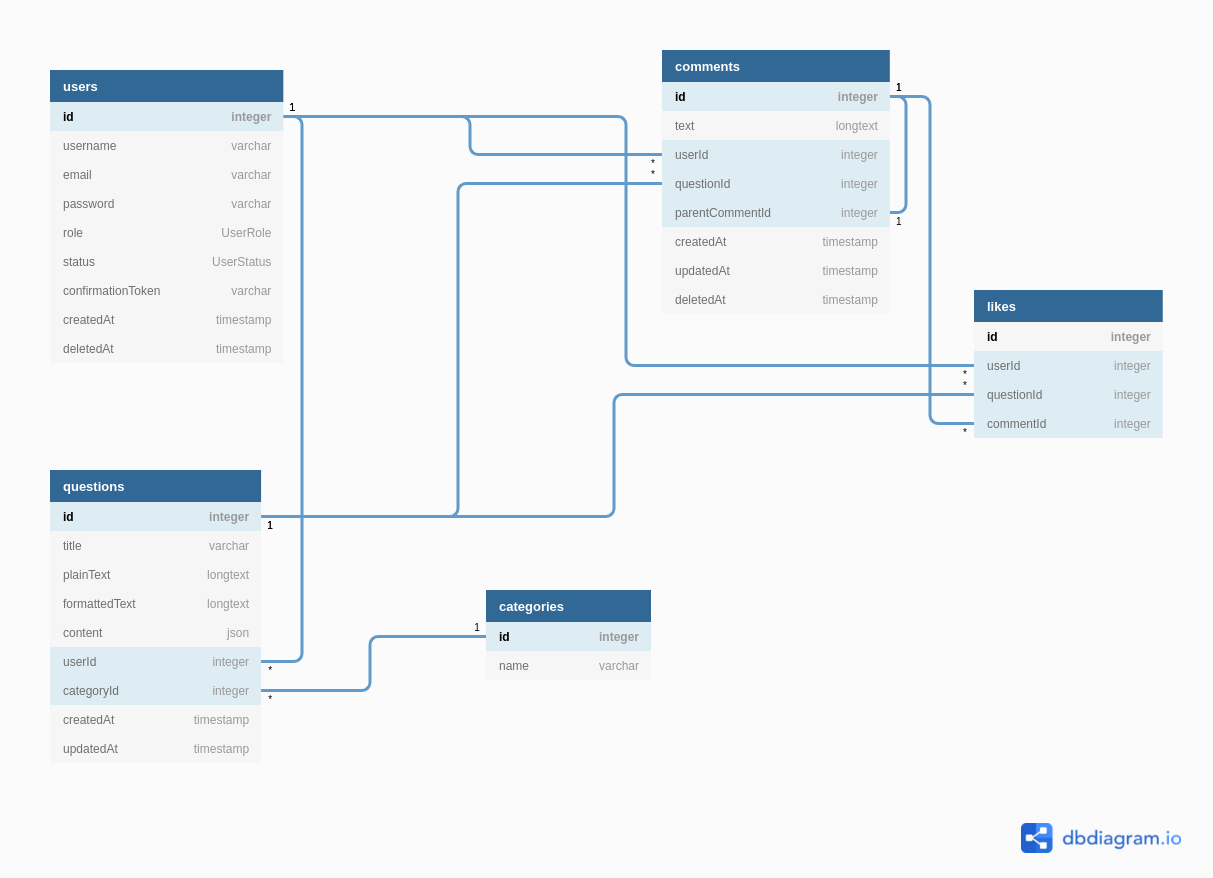 users
1
id integer
username varchar
email varchar
password varchar
role UserRole
status UserStatus
confirmationToken varchar
createdAt timestamp
deletedAt timestamp
comments
id integer
1
text longtext
userId integer
*
questionId integer
*
parentCommentId integer
1
createdAt timestamp
updatedAt timestamp
deletedAt timestamp
likes
id integer
userId integer
*
questionId integer
*
commentId integer
*
questions
id integer
1
title varchar
plainText longtext
formattedText longtext
content json
userId integer
*
categoryId integer
*
createdAt timestamp
updatedAt timestamp
categories
1
id integer
name varchar
dbdiagram.io